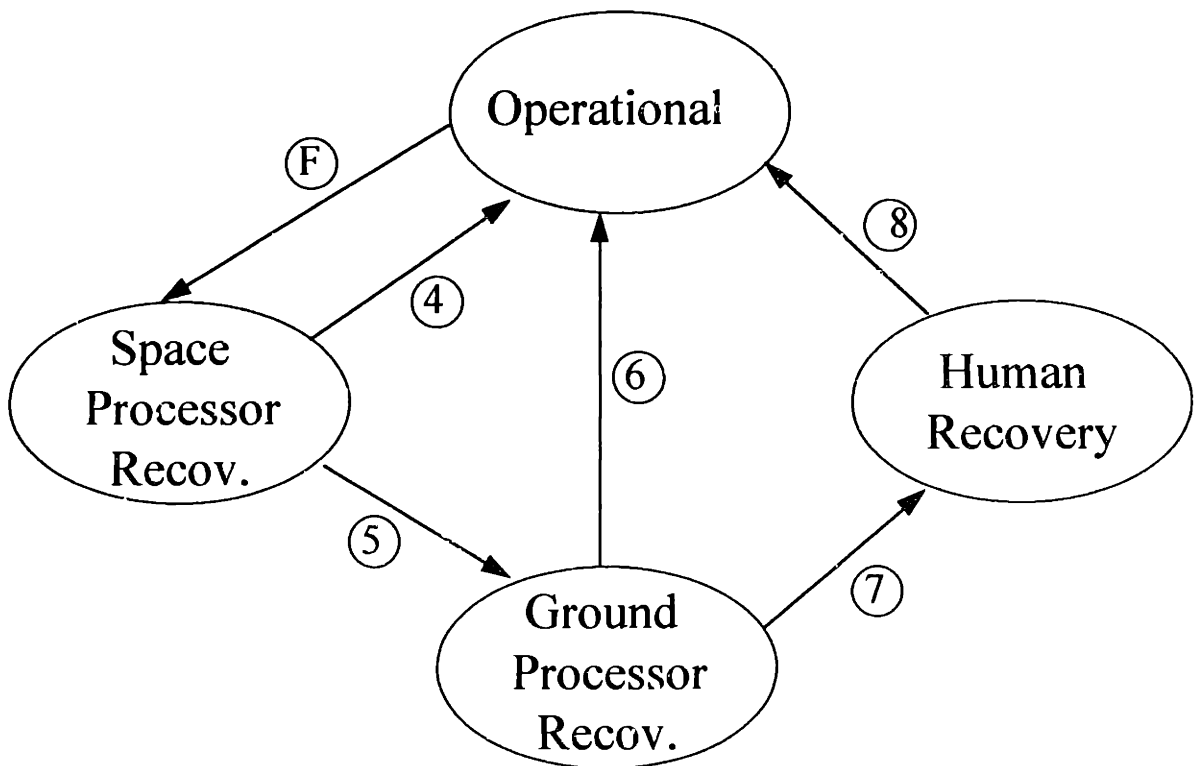 Operational
F
8
4
Space
Processor
Recov.
6
Human
Recovery
5
7
Ground
Processor
Recov.